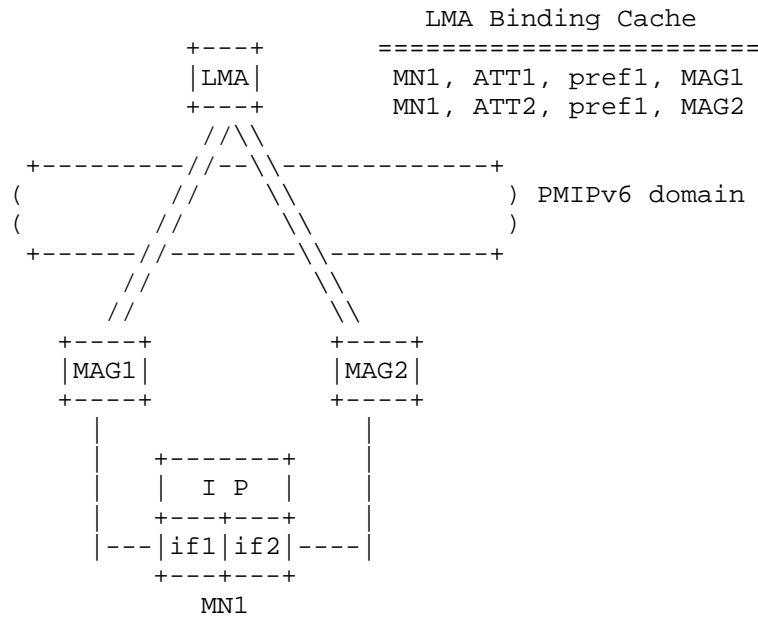 LMA Binding Cache
LMA
MN1, ATT1, pref1, MAG1
MN1, ATT2, pref1, MAG2
PMIPv6 domain
MAG1 MAG2
I P
if1 if2
MN1